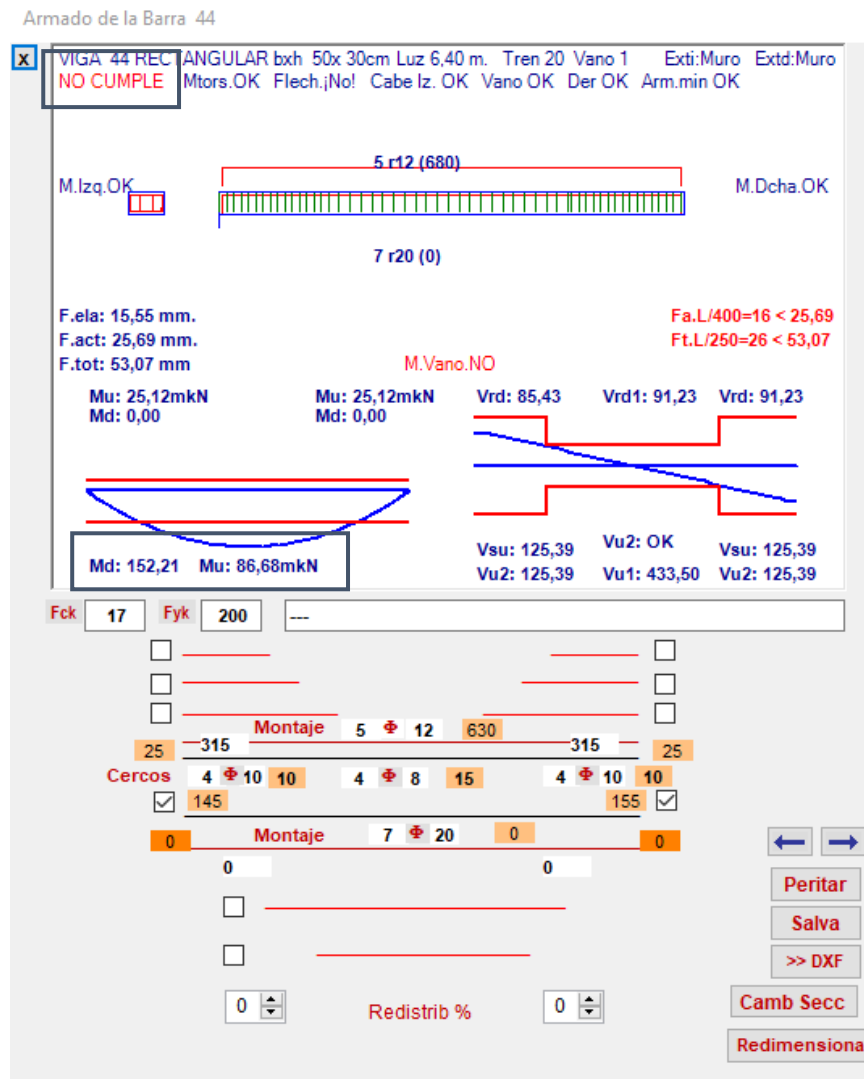 Armado de la Barra 44
x
VIGA 44 RECTANGULAR bxh 50x 30cm Luz 6,40 m. Tren 20 Vano 1 Exti:Muro Extd:Muro
NO CUMPLE Mtors.OK Flech.¡No! Cabe Iz. OK Vano OK Der OK Arm.min OK
5 r12 (680)
M.Izq.OK M.Dcha.OK
7 r20 (0)
F.ela: 15,55 mm. Fa.L/400=16 < 25,69
F.act: 25,69 mm. Ft.L/250=26 < 53,07
F.tot: 53,07 mm M.Vano.NO
Mu: 25,12mkN Mu: 25,12mkN Vrd: 85,43 Vrd1: 91,23 Vrd: 91,23
Md: 0,00 Md: 0,00
Md: 152,21 Mu: 86,68mkN
Vsu: 125,39 Vu2: OK Vsu: 125,39
Vu2: 125,39 Vu1: 433,50 Vu2: 125,39
Fck 17 Fyk 200 ---
Montaje 5 Φ 12 630
25 315 315 25
Cercos 4 Φ 10 10 4 Φ 8 15 4 Φ 10 10
145 155
0 Montaje 7 Φ 20 0 0
0 0
Peritar
Salva
>> DXF
0 Redistrib % 0 Camb Secc
Redimensiona